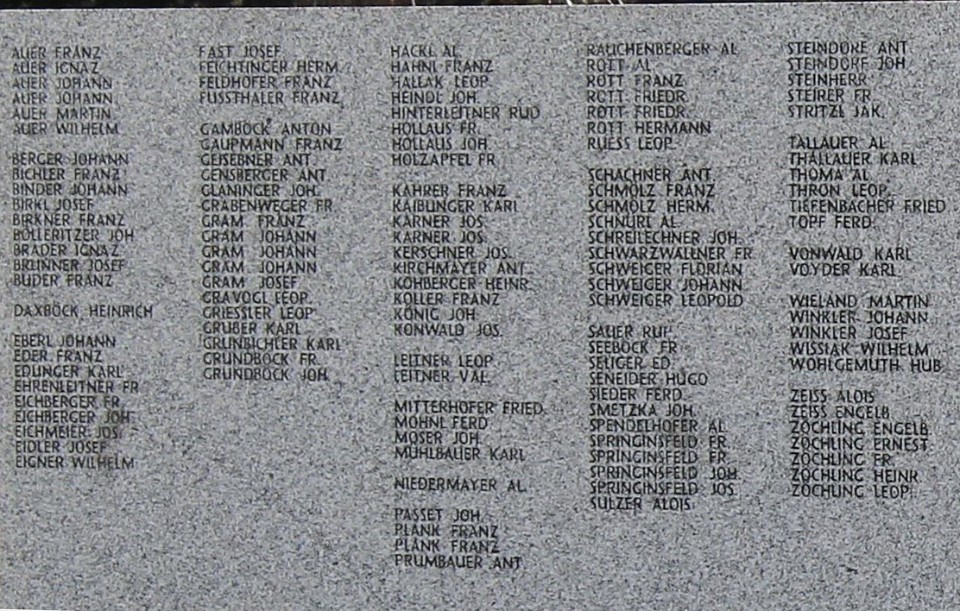 AUER FRANZ
AUER IGNAZ
AUER JOHANN
AUER JOHANN
AUER MARTIN
AUER WILHELM
BERGER JOHANN
BICHLER FRANZ
BINDER JOHANN
BIRKL JOSEF
BIRKNER FRANZ
BOLLERITZER JOH.
BRADER IGNAZ
BRUNNER JOSEF
BUDER FRANZ
DAXBÖCK HEINRICH
EBERL JOHANN
EDER FRANZ
EDLINGER KARL
EHRENLEITNER FR.
EICHBERGER FR.
EICHBERGER JOH.
EICHMEIER JOS.
EIDLER JOSEF
EIGNER WILHELM
FAST JOSEF
FEICHTINGER HERM.
FELDHOFER FRANZ
FUSSTHALER FRANZ
GAMBÖCK ANTON
GAUPMANN FRANZ
GEISEBNER ANT.
GENSBERGER ANT.
GLANINGER JOH.
GRABENWEGER FR.
GRAM FRANZ
GRAM JOHANN
GRAM JOHANN
GRAM JOHANN
GRAM JOSEF
GRAVOGL LEOP.
GRIESSLER LEOP.
GRUBER KARL
GRÜNBICHLER KARL
GRUNDBÖCK FR.
GRUNDBÖCK JOH.
HACKL AL.
HAHNL FRANZ
HALLAK LEOP.
HEINDL JOH.
HINTERLEITNER RUD.
HOLLAUS FR.
HOLLAUS JOH.
HOLZAPFEL FR.
KAHRER FRANZ
KAIBLINGER KARL
KARNER JOS.
KARNER JOS.
KERSCHNER JOS.
KIRCHMAYER ANT.
KOHBERGER HEINR.
KOLLER FRANZ
KÖNIG JOH.
KONWALD JOS.
LEITNER LEOP.
LEITNER VAL.
MITTERHOFER FRIED.
MOHNL FERD.
MOSER JOH.
MÜHLBAUER KARL
NIEDERMAYER AL.
PASSET JOH.
PLANK FRANZ
PLANK FRANZ
PRUMBAUER ANT.
RAUCHENBERGER AL.
ROTT AL.
ROTT FRANZ
ROTT FRIEDR.
ROTT FRIEDR.
ROTT HERMANN
RUESS LEOP.
SCHACHNER ANT.
SCHMOLZ FRANZ
SCHMOLZ HERM.
SCHNURL AL.
SCHREILECHNER JOH.
SCHWARZWALLNER FR.
SCHWEIGER FLORIAN
SCHWEIGER JOHANN
SCHWEIGER LEOPOLD
SAUER RUP.
SEEBÖCK FR.
SELIGER ED.
SENEIDER HUGO
SIEDER FERD.
SMETZKA JOH.
SPENDELHOFER AL.
SPRINGINSFELD FR.
SPRINGINSFELD FR.
SPRINGINSFELD JOH.
SPRINGINSFELD JOS.
SULZER ALOIS
STEINDORF ANT.
STEINDORF JOH.
STEINHERR
STEIRER FR.
STRITZL JAK.
TALLAUER AL.
THALLAUER KARL
THOMA AL.
THRON LEOP.
TIEFENBACHER FRIED.
TOPF FERD.
VONWALD KARL
VOYDER KARL
WIELAND MARTIN
WINKLER JOHANN
WINKLER JOSEF
WISSIAK WILHELM
WOHLGEMUTH HUB.
ZEISS ALOIS
ZEISS ENGELB.
ZÖCHLING ENGELB.
ZÖCHLING ERNEST
ZÖCHLING FR.
ZÖCHLING HEINR.
ZÖCHLING LEOP.